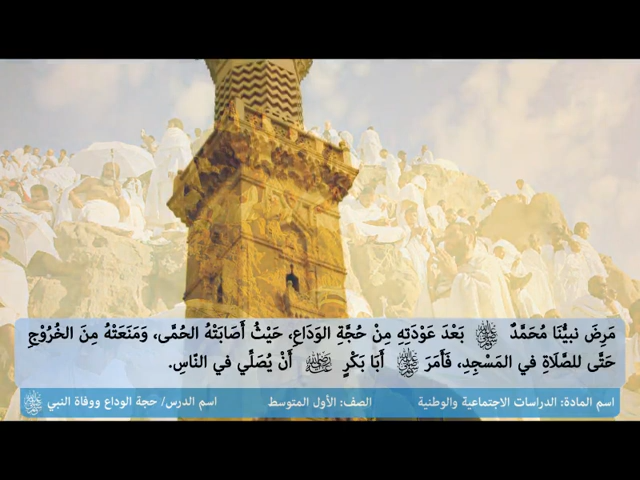 مَرِضَ نبيُّنَا مُحَمَّدٌ ﷺ بَعْدَ عَوْدَتِهِ مِنْ حُجَّةِ الوَدَاعِ، حَيْثُ أَصَابَتْهُ الحُمَّى، وَمَنَعَتْهُ مِنَ الخُرُوْجِ
حَتَّى للصَّلَاةِ في المَسْجِدِ، فَأَمَرَ ﷺ أَبَا بَكْرٍ رضي الله عنه أَنْ يُصَلِّي في النَّاسِ.
اسم المادة: الدراسات الاجتماعية والوطنية الصف: الأول المتوسط اسم الدرس/ حجة الوداع ووفاة النبي ﷺ